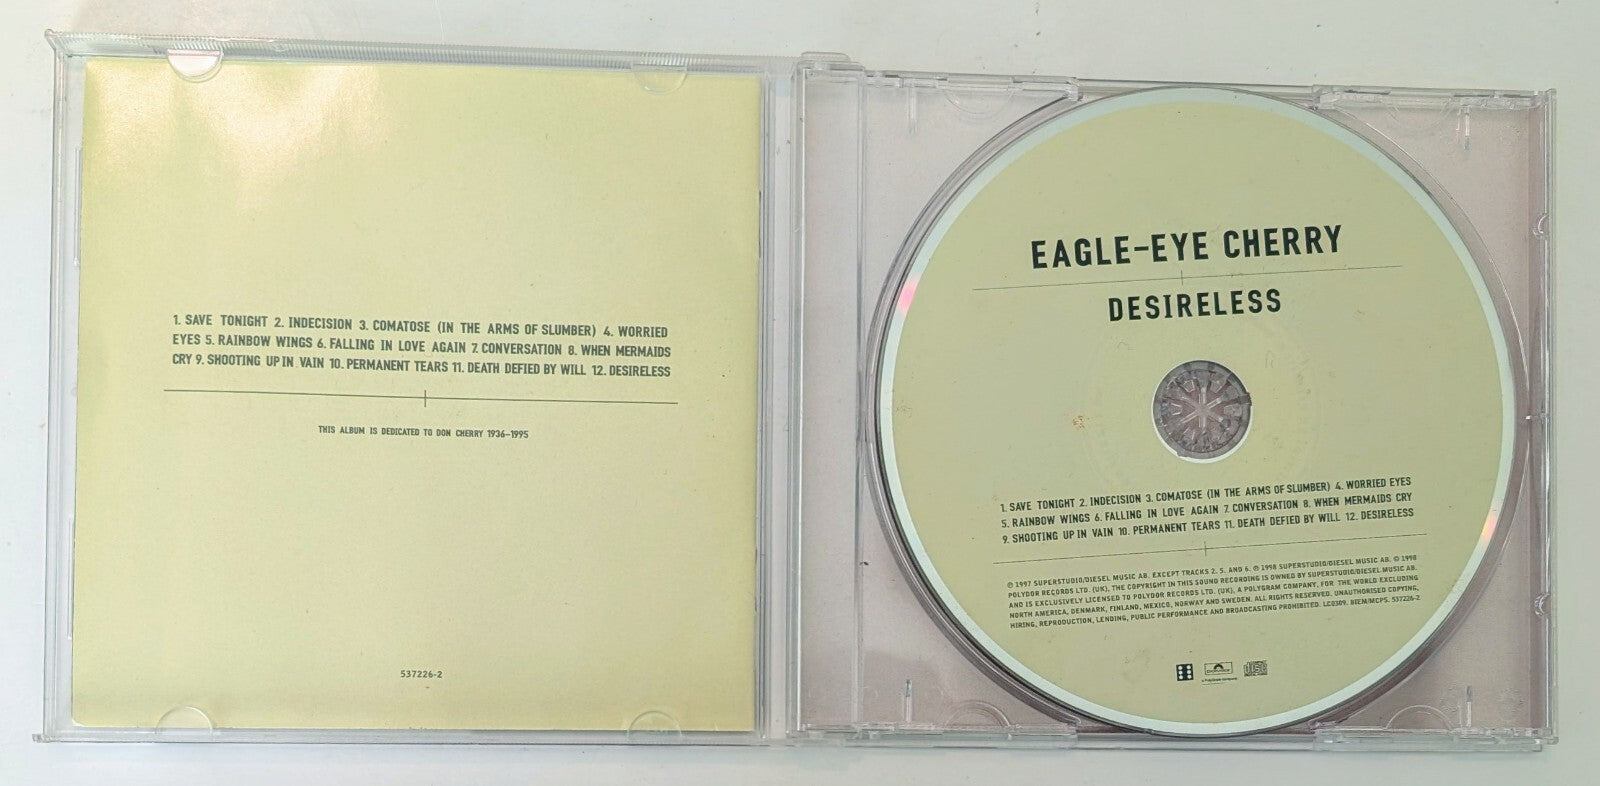 1. SAVE TONIGHT 2. INDECISION 3. COMATOSE (IN THE ARMS OF SLUMBER) 4. WORRIED
EYES 5. RAINBOW WINGS 6. FALLING IN LOVE AGAIN 7. CONVERSATION 8. WHEN MERMAIDS
CRY 9. SHOOTING UP IN VAIN 10. PERMANENT TEARS 11. DEATH DEFIED BY WILL 12. DESIRELESS
THIS ALBUM IS DEDICATED TO DON CHERRY 1936-1995
537226-2
EAGLE-EYE CHERRY
DESIRELESS
1. SAVE TONIGHT 2. INDECISION 3. COMATOSE (IN THE ARMS OF SLUMBER) 4. WORRIED EYES
5. RAINBOW WINGS 6. FALLING IN LOVE AGAIN 7. CONVERSATION 8. WHEN MERMAIDS CRY
9. SHOOTING UP IN VAIN 10. PERMANENT TEARS 11. DEATH DEFIED BY WILL 12. DESIRELESS
℗ 1997 SUPERSTUDIO/DIESEL MUSIC AB. EXCEPT TRACKS 2, 5, AND 6. ℗ 1998 SUPERSTUDIO/DIESEL MUSIC AB. © 1998
POLYDOR RECORDS LTD. (UK), THE COPYRIGHT IN THIS SOUND RECORDING IS OWNED BY SUPERSTUDIO/DIESEL MUSIC AB.
AND IS EXCLUSIVELY LICENSED TO POLYDOR RECORDS LTD. (UK), A POLYGRAM COMPANY, FOR THE WORLD EXCLUDING
NORTH AMERICA, DENMARK, FINLAND, MEXICO, NORWAY AND SWEDEN. ALL RIGHTS RESERVED. UNAUTHORISED COPYING,
HIRING, REPRODUCTION, LENDING, PUBLIC PERFORMANCE AND BROADCASTING PROHIBITED. LC0309. BIEM/MCPS. 537226-2
polydor
a PolyGram company
COMPACT
disc
DIGITAL AUDIO